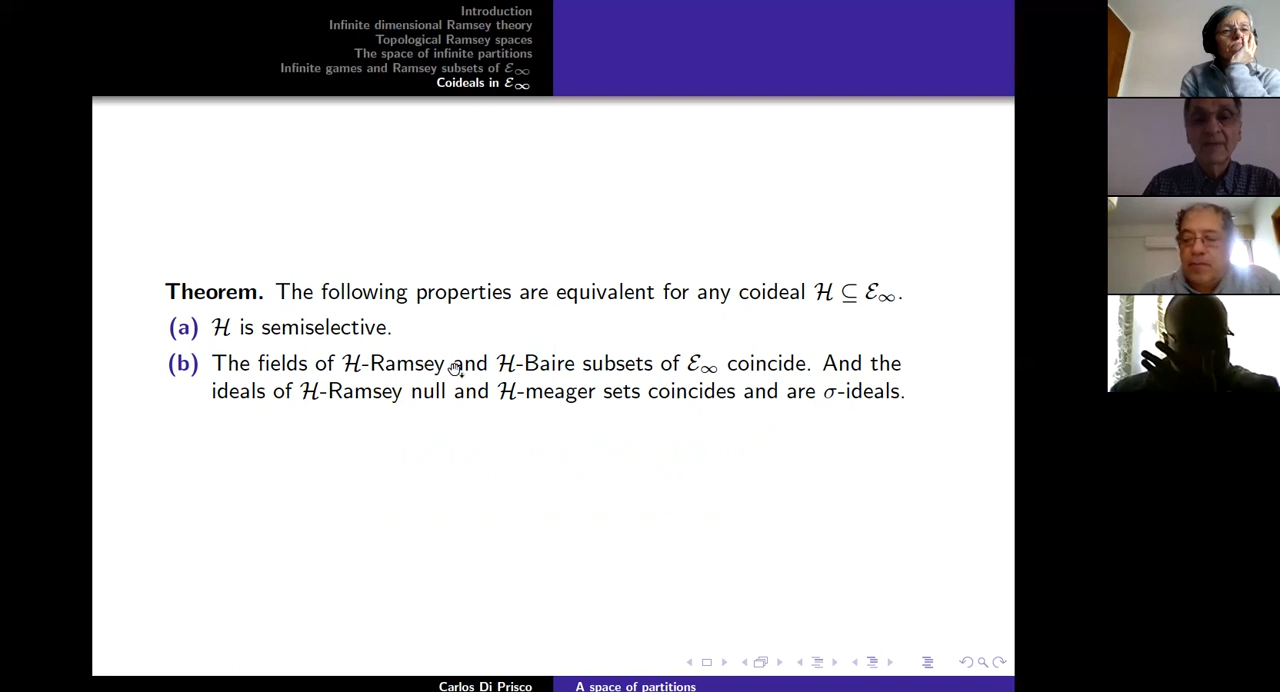 Introduction
Infinite dimensional Ramsey theory
Topological Ramsey spaces
The space of infinite partitions
Infinite games and Ramsey subsets of ℰ∞
Coideals in ℰ∞
Theorem. The following properties are equivalent for any coideal ℋ ⊆ ℰ∞.
(a) ℋ is semiselective.
(b) The fields of ℋ-Ramsey and ℋ-Baire subsets of ℰ∞ coincide. And the
ideals of ℋ-Ramsey null and ℋ-meager sets coincides and are σ-ideals.
Carlos Di Prisco A space of partitions